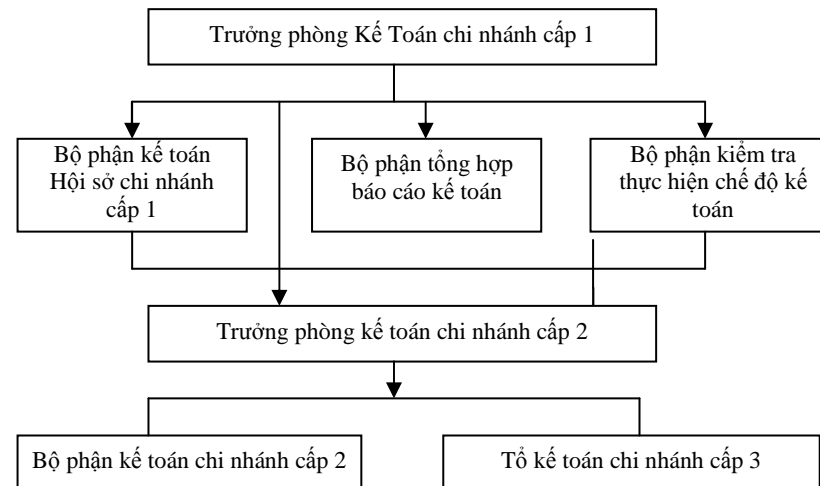 Trưởng phòng Kế Toán chi nhánh cấp 1
Bộ phận kế toán
Hội sở chi nhánh
cấp 1
Bộ phận tổng hợp
báo cáo kế toán
Bộ phận kiểm tra
thực hiện chế độ kế
toán
Trưởng phòng kế toán chi nhánh cấp 2
Bộ phận kế toán chi nhánh cấp 2
Tổ kế toán chi nhánh cấp 3